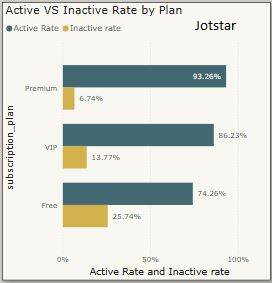 Active VS Inactive Rate by Plan
Jotstar
Active Rate Inactive rate
subscription_plan
Premium
93.26%
6.74%
VIP
86.23%
13.77%
Free
74.26%
25.74%
0% 50% 100%
Active Rate and Inactive rate